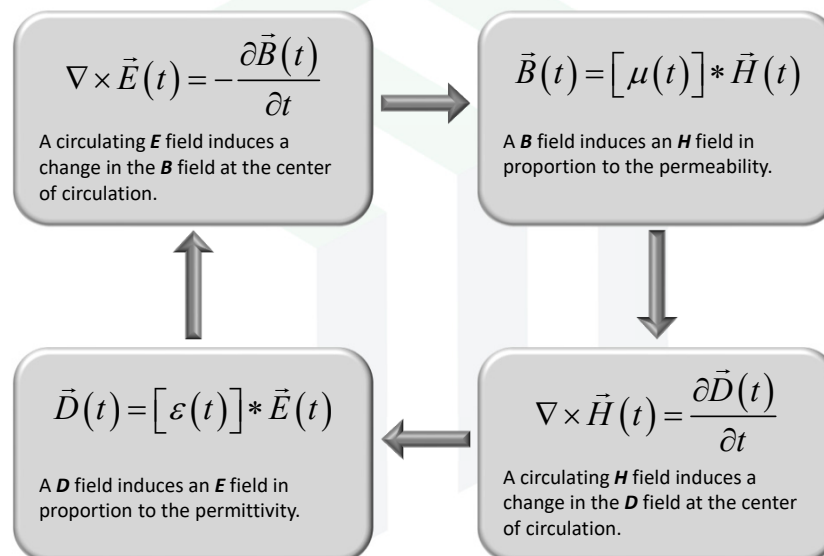 ∇ × E⃗(t) = − ∂B⃗(t)/∂t
A circulating E field induces a
change in the B field at the center
of circulation.
B⃗(t) = [μ(t)] * H⃗(t)
A B field induces an H field in
proportion to the permeability.
∇ × H⃗(t) = ∂D⃗(t)/∂t
A circulating H field induces a
change in the D field at the center
of circulation.
D⃗(t) = [ε(t)] * E⃗(t)
A D field induces an E field in
proportion to the permittivity.